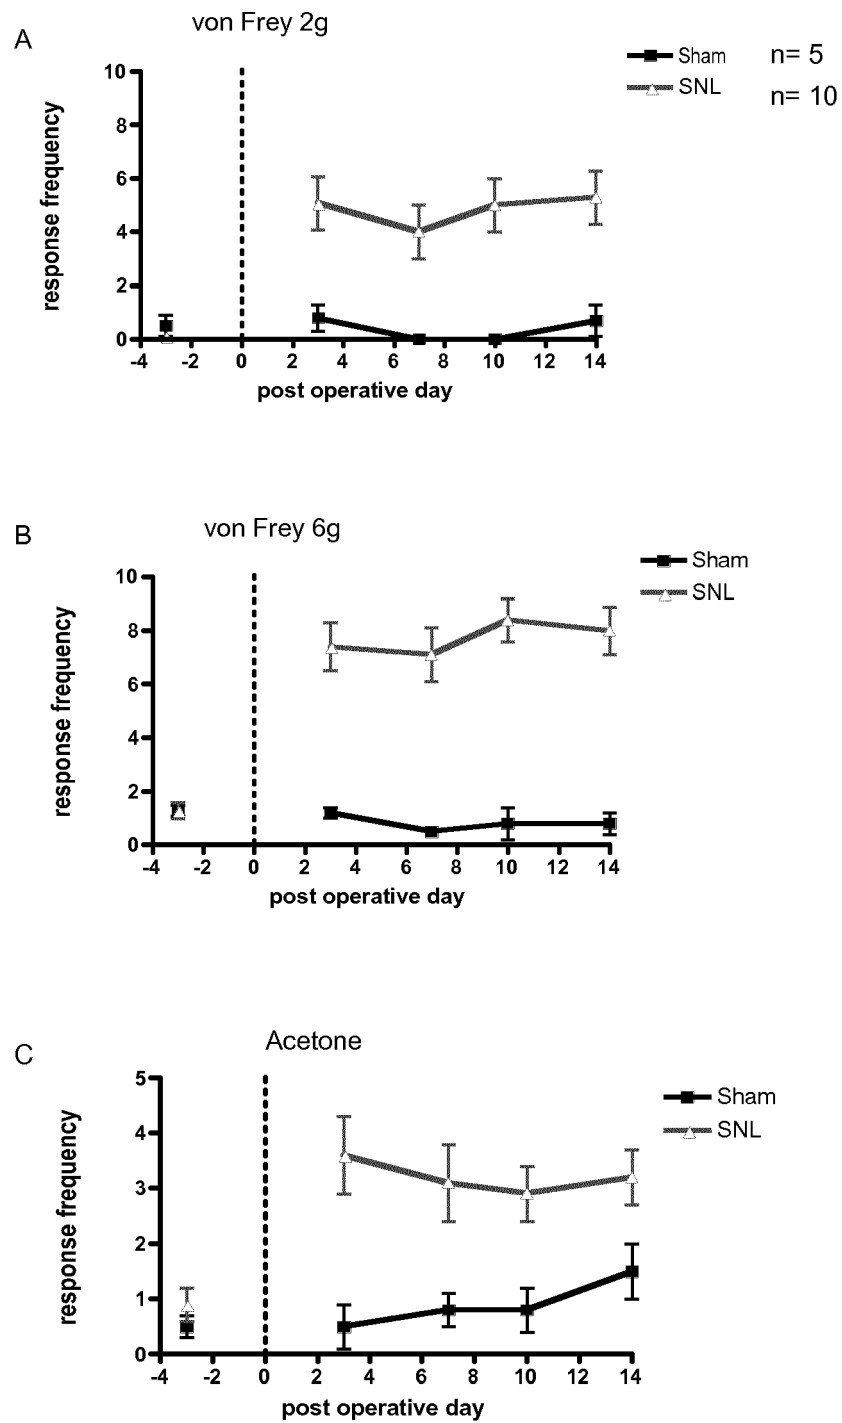 A
von Frey 2g
Sham n= 5
SNL n= 10
response frequency
10
8
6
4
2
0
-4 -2 0 2 4 6 8 10 12 14
post operative day
B
von Frey 6g
Sham
SNL
response frequency
10
8
6
4
2
0
-4 -2 0 2 4 6 8 10 12 14
post operative day
C
Acetone
Sham
SNL
response frequency
5
4
3
2
1
0
-4 -2 0 2 4 6 8 10 12 14
post operative day